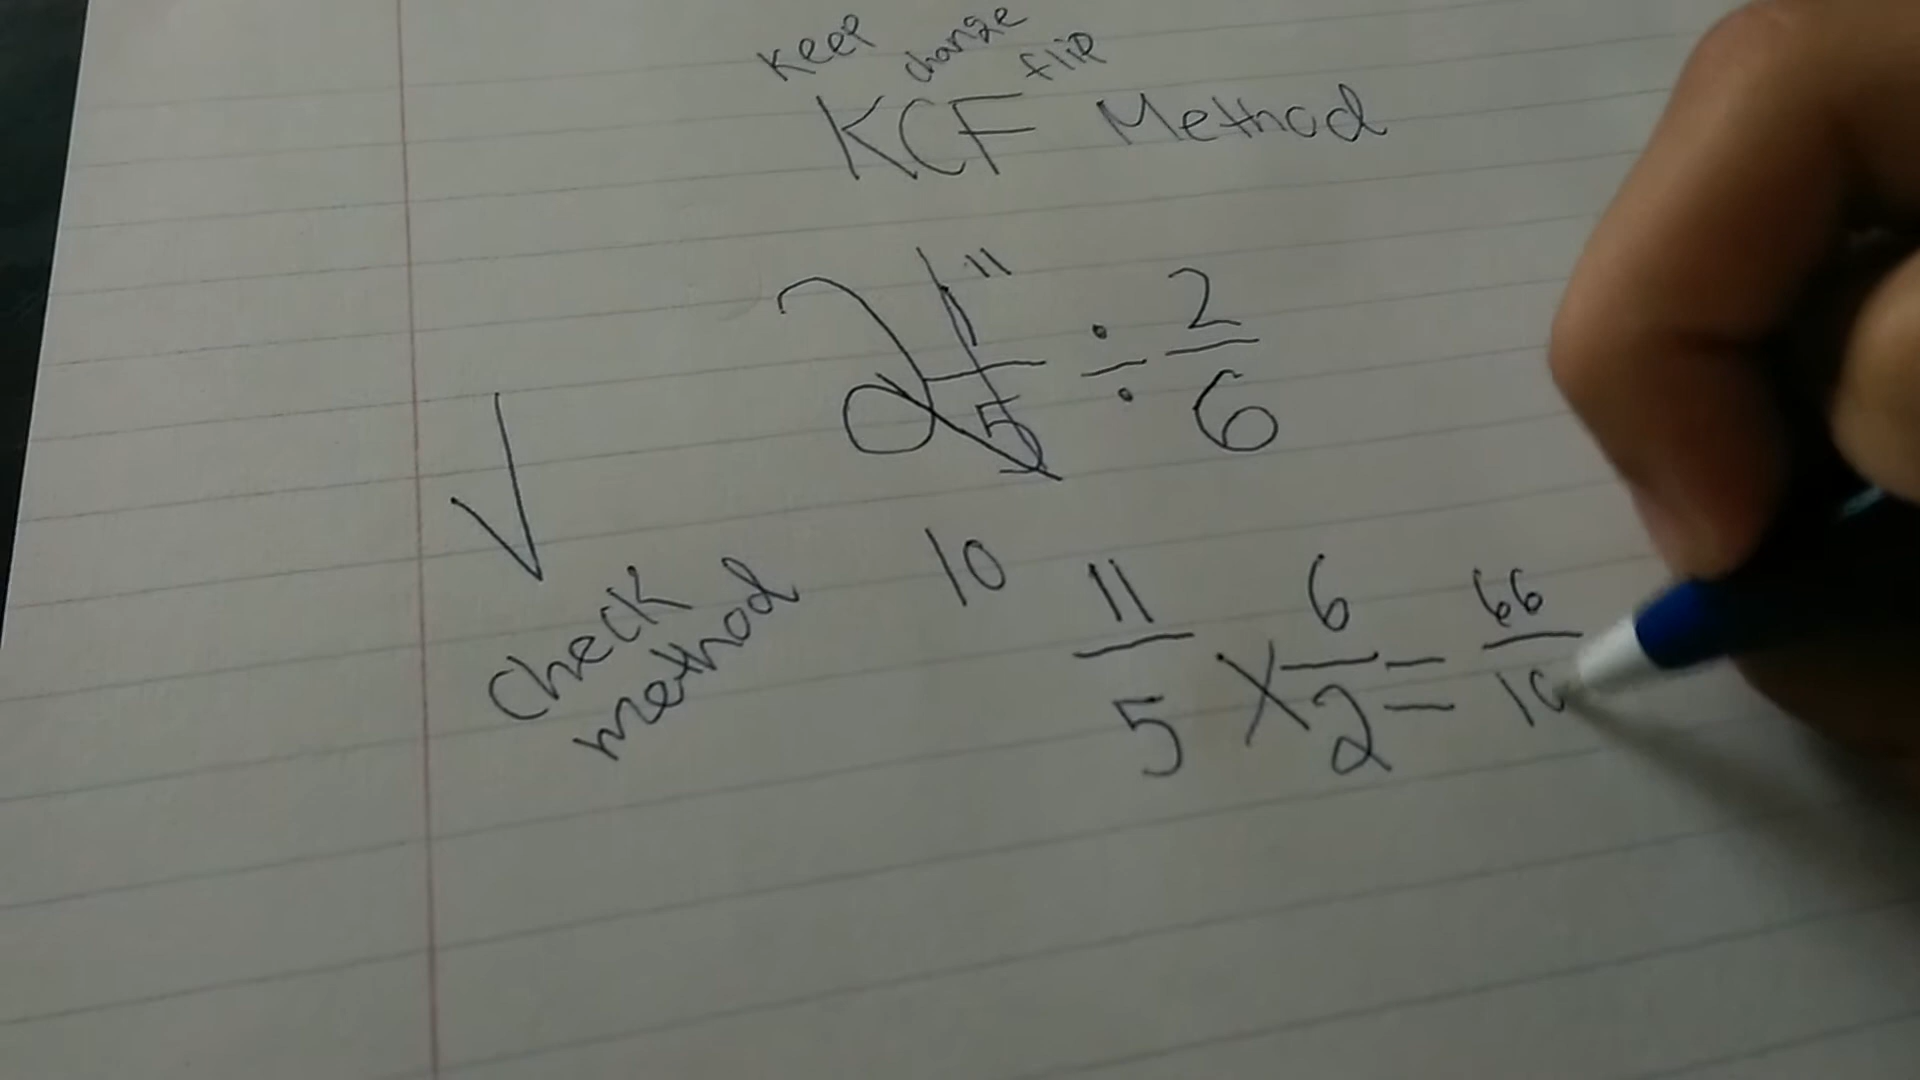 Keep change flip
KCF Method
2 1/5 11 ÷ 2/6
√
Check
method
10
11/5 × 6/2 = 66/10